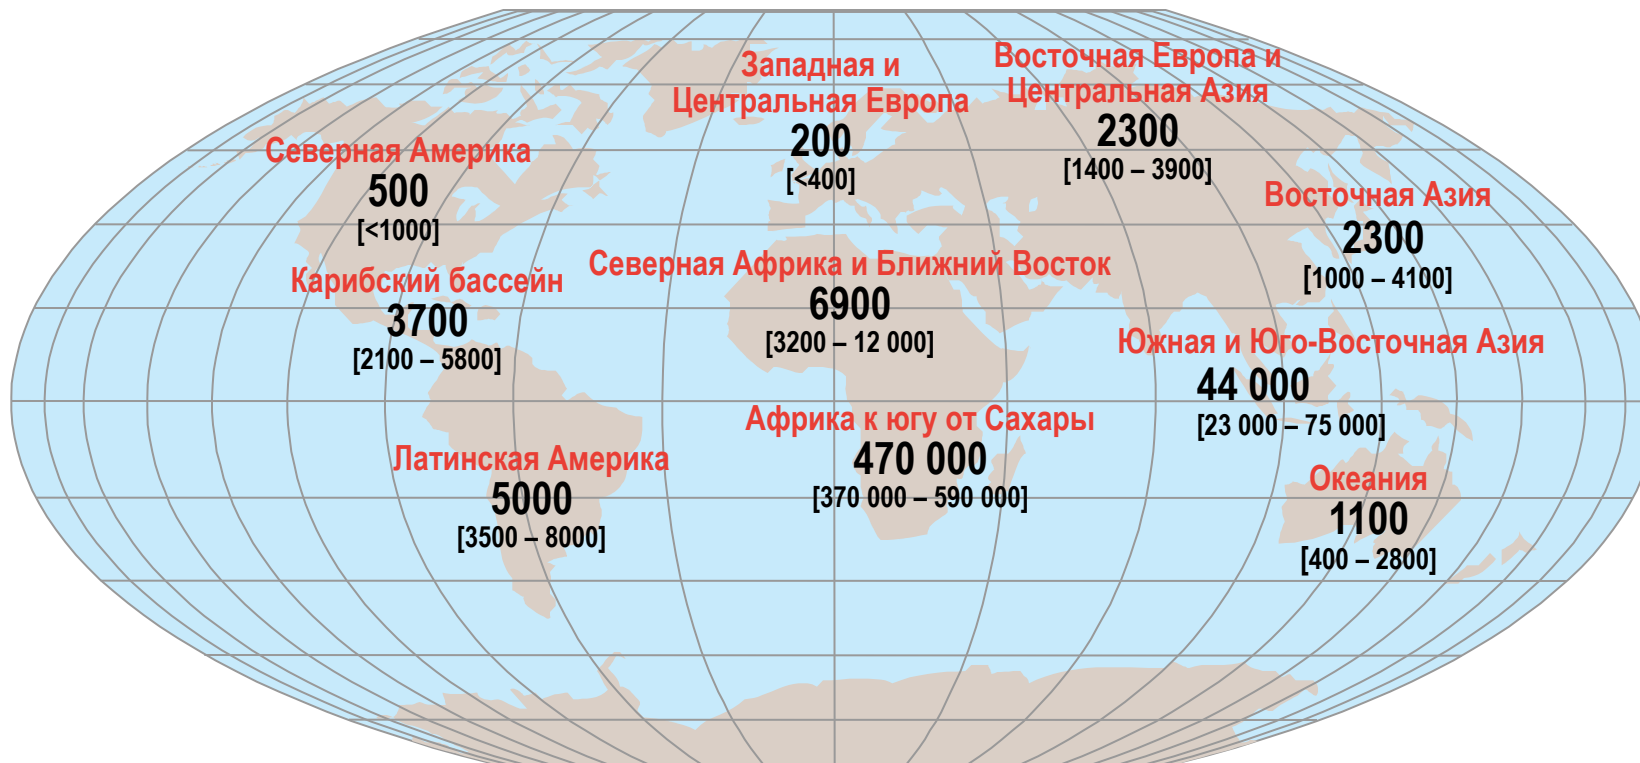 Западная и
Центральная Европа
200
[<400]
Восточная Европа и
Центральная Азия
2300
[1400 – 3900]
Северная Америка
500
[<1000]
Восточная Азия
2300
[1000 – 4100]
Карибский бассейн
3700
[2100 – 5800]
Северная Африка и Ближний Восток
6900
[3200 – 12 000]
Южная и Юго-Восточная Азия
44 000
[23 000 – 75 000]
Африка к югу от Сахары
470 000
[370 000 – 590 000]
Латинская Америка
5000
[3500 – 8000]
Океания
1100
[400 – 2800]